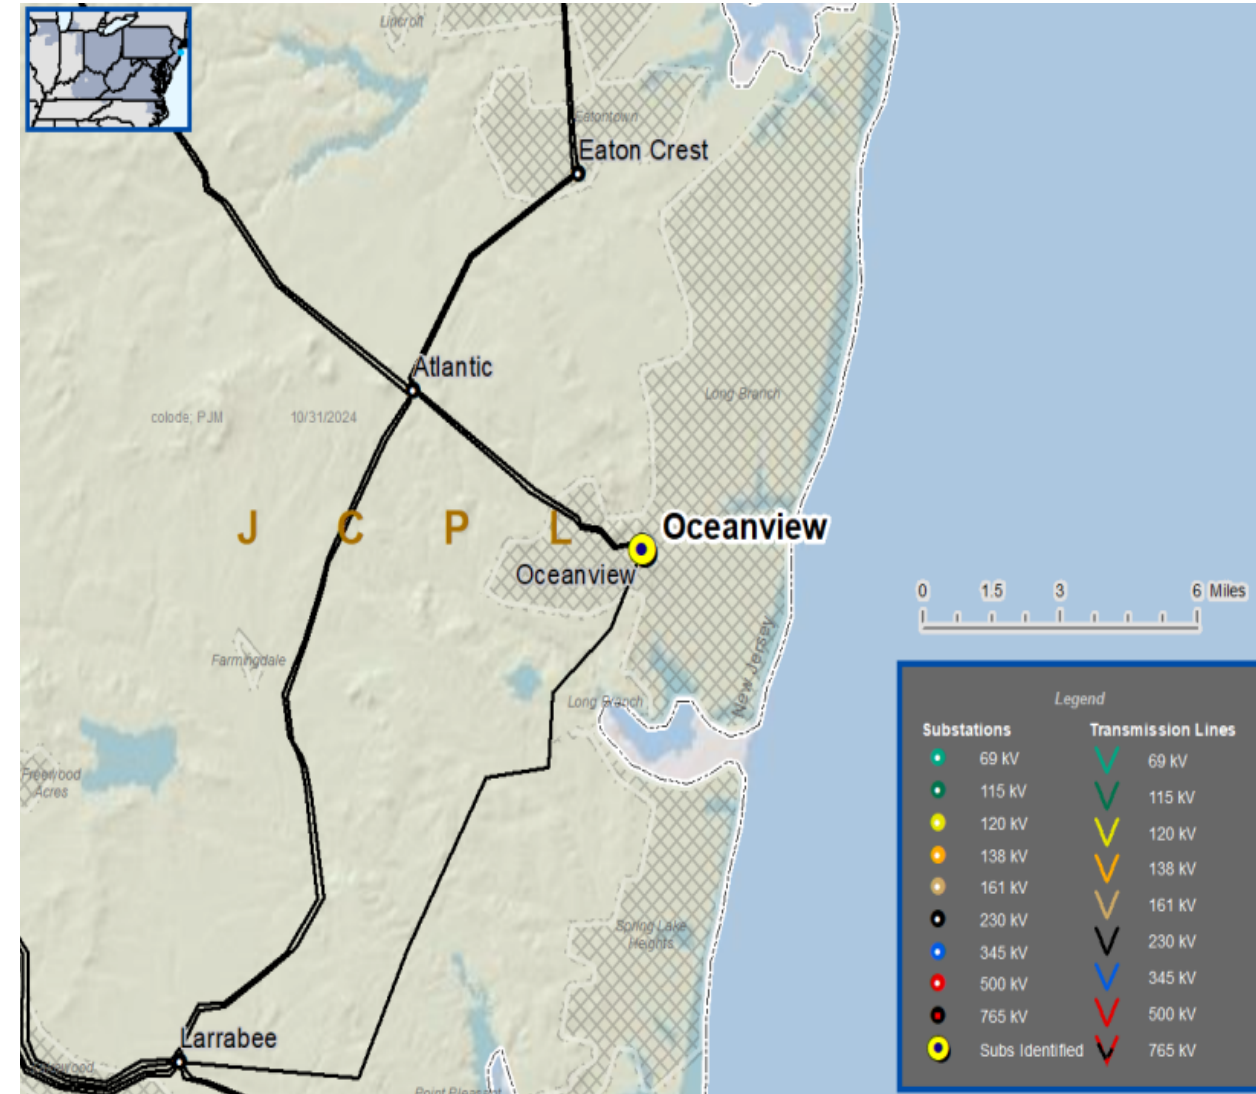 Lincroft
Eatontown
Eaton Crest
Atlantic
Long Branch
colode; PJM 10/31/2024
J C P L
Oceanview
Oceanview
0 1.5 3 6 Miles
New Jersey
Farmingdale
Long Branch
Freewood
Acres
Spring Lake
Heights
Larrabee
Point Pleasant
Legend
Substations Transmission Lines
69 kV 69 kV
115 kV 115 kV
120 kV 120 kV
138 kV 138 kV
161 kV 161 kV
230 kV 230 kV
345 kV 345 kV
500 kV 500 kV
765 kV 765 kV
Subs Identified